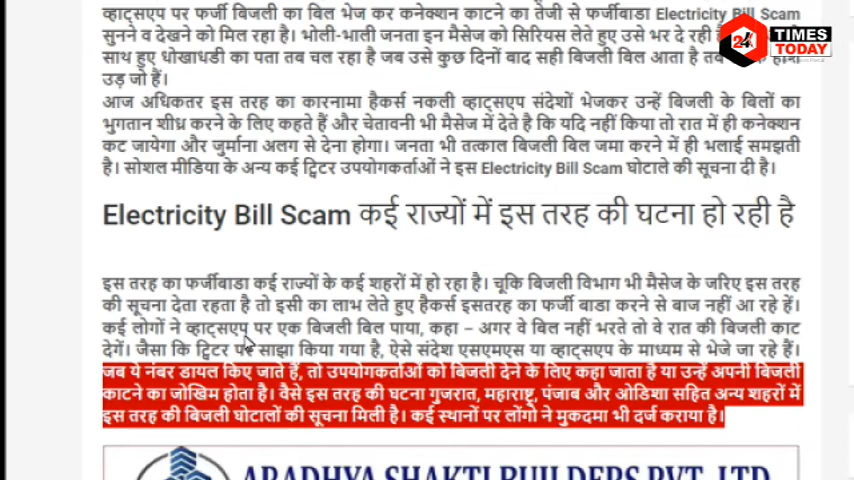 व्हाट्सएप पर फर्जी बिजली का बिल भेज कर कनेक्शन काटने का तेजी से फर्जीबाडा Electricity Bill Scam
सुनने व देखने को मिल रहा है। भोली-भाली जनता इन मैसेज को सिरियस लेते हुए उसे भर दे रही
साथ हुए धोखाधडी का पता तब चल रहा है जब उसे कुछ दिनों बाद सही बिजली बिल आता है तब
उड़ जो हैं।
24
TIMES
TODAY
आज अधिकतर इस तरह का कारनामा हैकर्स नकली व्हाट्सएप संदेशों भेजकर उन्हें बिजली के बिलों का
भुगतान शीध्र करने के लिए कहते हैं और चेतावनी भी मैसेज में देते है कि यदि नहीं किया तो रात में ही कनेक्शन
कट जायेगा और जुर्माना अलग से देना होगा। जनता भी तत्काल बिजली बिल जमा करने में ही भलाई समझती
है। सोशल मीडिया के अन्य कई ट्विटर उपयोगकर्ताओं ने इस Electricity Bill Scam घोटाले की सूचना दी है।
Electricity Bill Scam कई राज्यों में इस तरह की घटना हो रही है
इस तरह का फर्जीबाडा कई राज्यों के कई शहरों में हो रहा है। चूकि बिजली विभाग भी मैसेज के जरिए इस तरह
की सूचना देता रहता है तो इसी का लाभ लेते हुए हैकर्स इसतरह का फर्जी बाडा करने से बाज नहीं आ रहे हें।
कई लोगों ने व्हाट्सएप पर एक बिजली बिल पाया, कहा – अगर वे बिल नहीं भरते तो वे रात की बिजली काट
देगें। जैसा कि ट्विटर पर साझा किया गया है, ऐसे संदेश एसएमएस या व्हाट्सएप के माध्यम से भेजे जा रहे हैं।
जब ये नंबर डायल किए जाते हैं, तो उपयोगकर्ताओं को बिजली देने के लिए कहा जाता है या उन्हें अपनी बिजली
काटने का जोखिम होता है। वैसे इस तरह की घटना गुजरात, महाराष्ट्र, पंजाब और ओडिशा सहित अन्य शहरों में
इस तरह की बिजली घोटालों की सूचना मिली है। कई स्थानों पर लोंगो ने मुकदमा भी दर्ज कराया है।
ARADHYA SHAKTI BUILDERS PVT. LTD